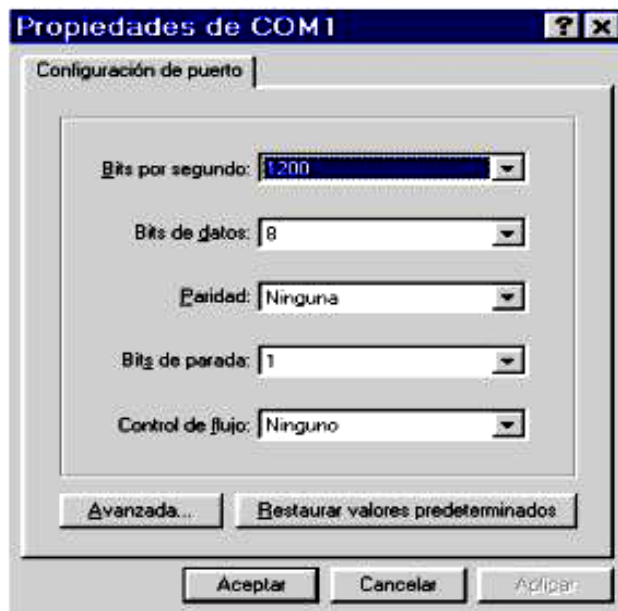 Propiedades de COM1
Configuración de puerto
Bits por segundo: 1200
Bits de datos: 8
Paridad: Ninguna
Bits de parada: 1
Control de flujo: Ninguno
Avanzada... Restaurar valores predeterminados
Aceptar Cancelar Aplicar